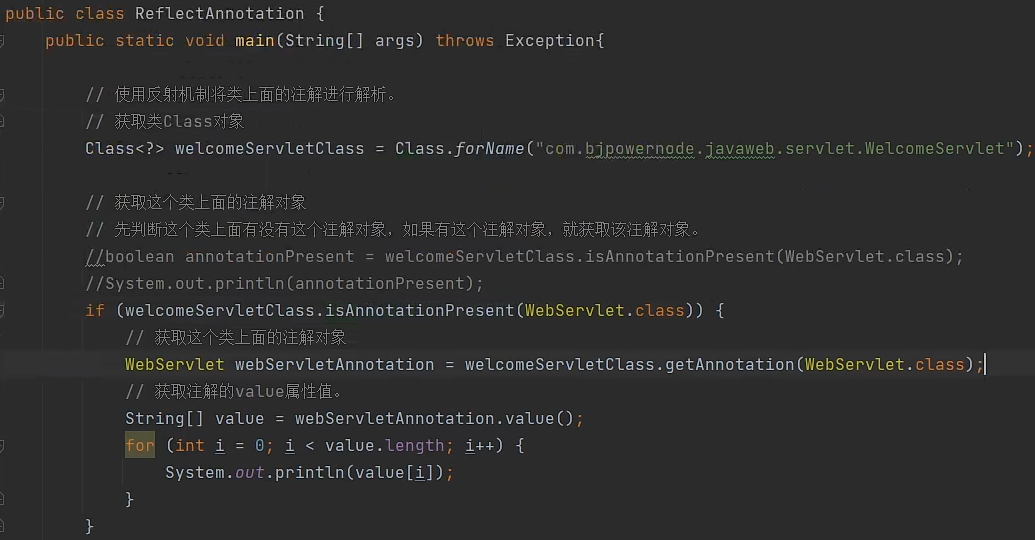 public class ReflectAnnotation {
public static void main(String[] args) throws Exception{
// 使用反射机制将类上面的注解进行解析。
// 获取类Class对象
Class<?> welcomeServletClass = Class.forName("com.bjpowernode.javaweb.servlet.WelcomeServlet");
// 获取这个类上面的注解对象
// 先判断这个类上面有没有这个注解对象，如果有这个注解对象，就获取该注解对象。
//boolean annotationPresent = welcomeServletClass.isAnnotationPresent(WebServlet.class);
//System.out.println(annotationPresent);
if (welcomeServletClass.isAnnotationPresent(WebServlet.class)) {
// 获取这个类上面的注解对象
WebServlet webServletAnnotation = welcomeServletClass.getAnnotation(WebServlet.class);
// 获取注解的value属性值。
String[] value = webServletAnnotation.value();
for (int i = 0; i < value.length; i++) {
System.out.println(value[i]);
}
}